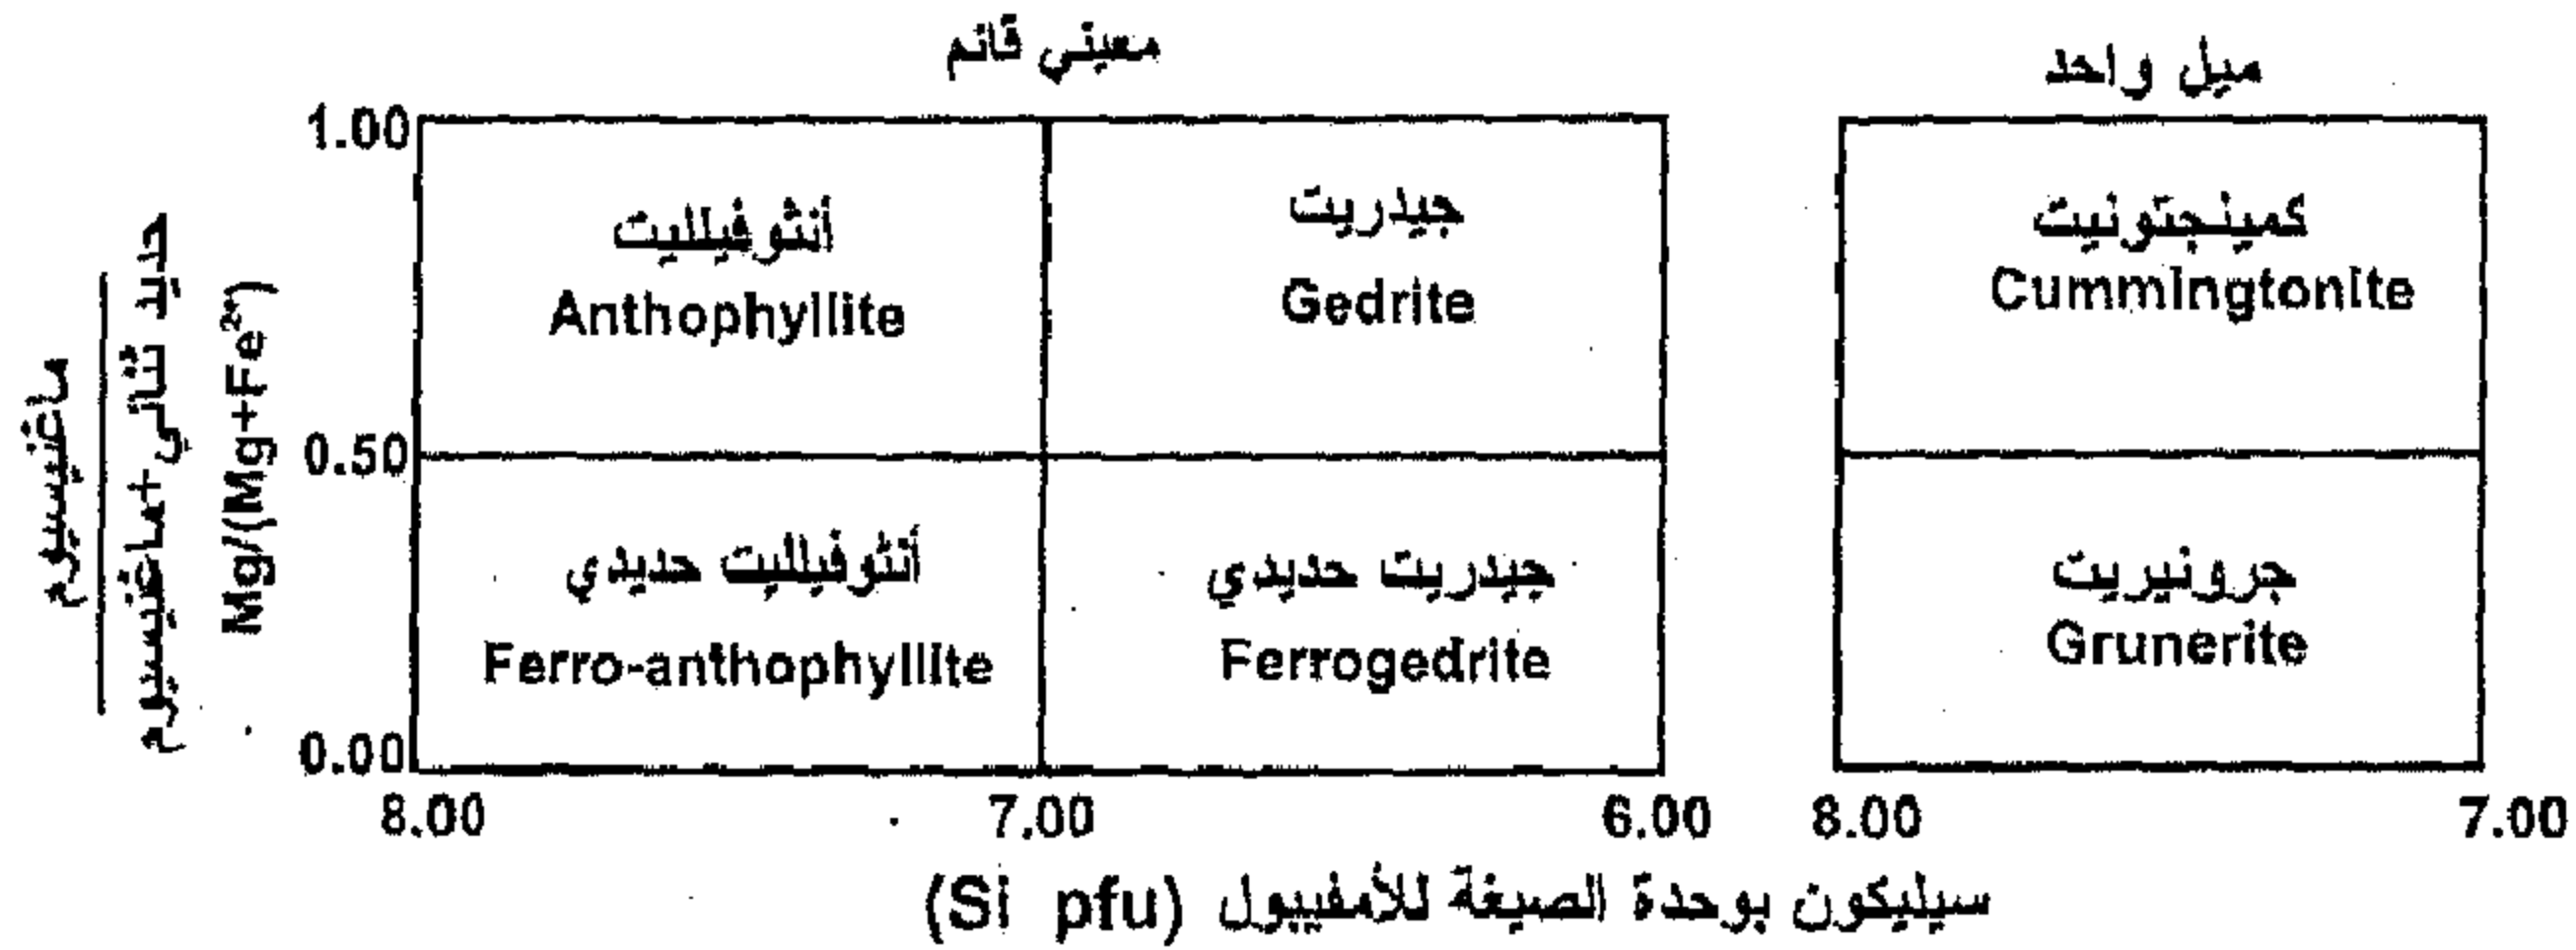 معيني قائم
ميل واحد
1.00
0.50
0.00
ماغنيسيوم
حديد ثنائي+ماغنيسيوم
Mg/(Mg+Fe²⁺)
أنثوفيلليت
Anthophyllite
جيدريت
Gedrite
كمينجتونيت
Cummingtonite
أنثوفيلليت حديدي
Ferro-anthophyllite
جيدريت حديدي
Ferrogedrite
جرونيريت
Grunerite
8.00 7.00 6.00 8.00 7.00
سيليكون بوحدة الصيغة للأمفيبول (Si pfu)